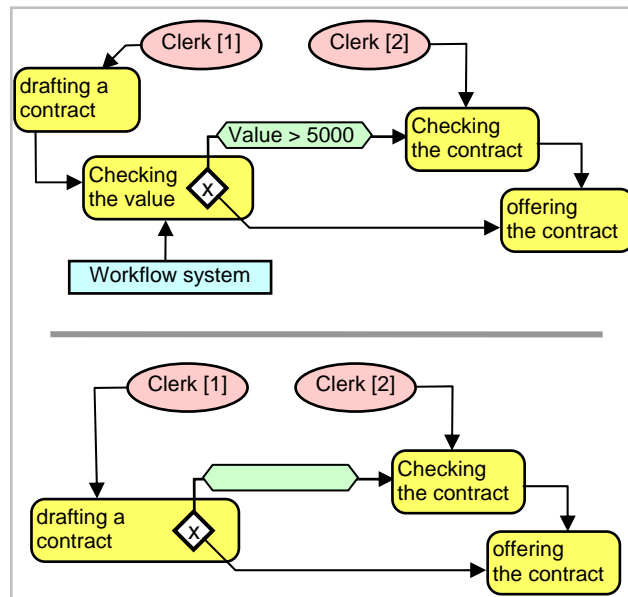 Clerk [1]
Clerk [2]
drafting a
contract
Value > 5000
Checking
the contract
Checking
the value
x
offering
the contract
Workflow system
Clerk [1]
Clerk [2]
Checking
the contract
drafting a
contract
x
offering
the contract